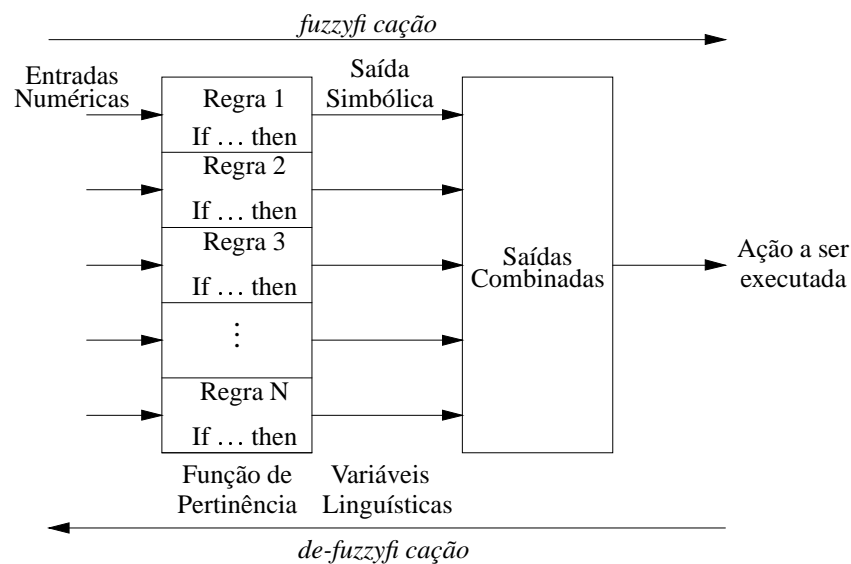 fuzzyfi cação
Entradas
Numéricas
Regra 1
If ... then
Regra 2
If ... then
Regra 3
If ... then
⋮
Regra N
If ... then
Saída
Simbólica
Saídas
Combinadas
Ação a ser
executada
Função de
Pertinência
Variáveis
Linguísticas
de-fuzzyfi cação